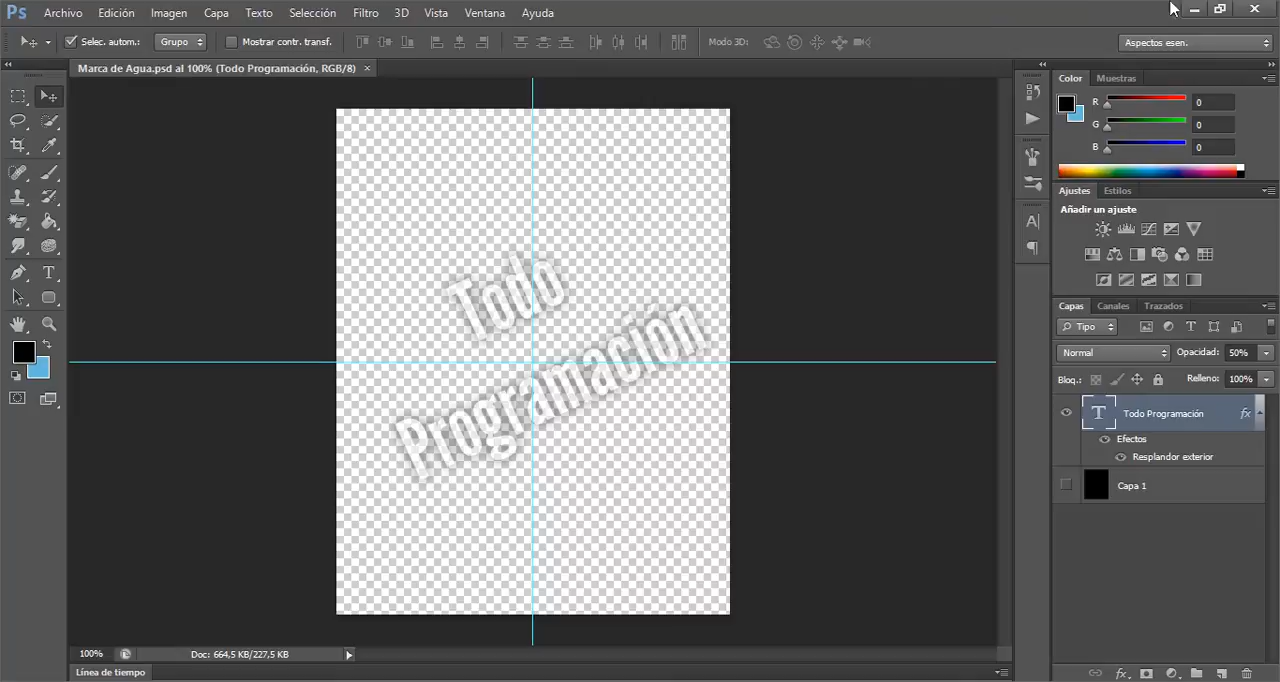 Ps Archivo Edición Imagen Capa Texto Selección Filtro 3D Vista Ventana Ayuda
Selec. autom.: Grupo Mostrar contr. transf. Modo 3D: Aspectos esen.
Marca de Agua.psd al 100% (Todo Programación, RGB/8) ×
Color Muestras
R 0
G 0
B 0
Ajustes Estilos
Añadir un ajuste
Capas Canales Trazados
Tipo
Normal Opacidad: 50%
Bloq.: Relleno: 100%
T Todo Programación fx
Efectos
Resplandor exterior
Capa 1
Todo
Programación
100% Doc: 664,5 KB/227,5 KB
Línea de tiempo